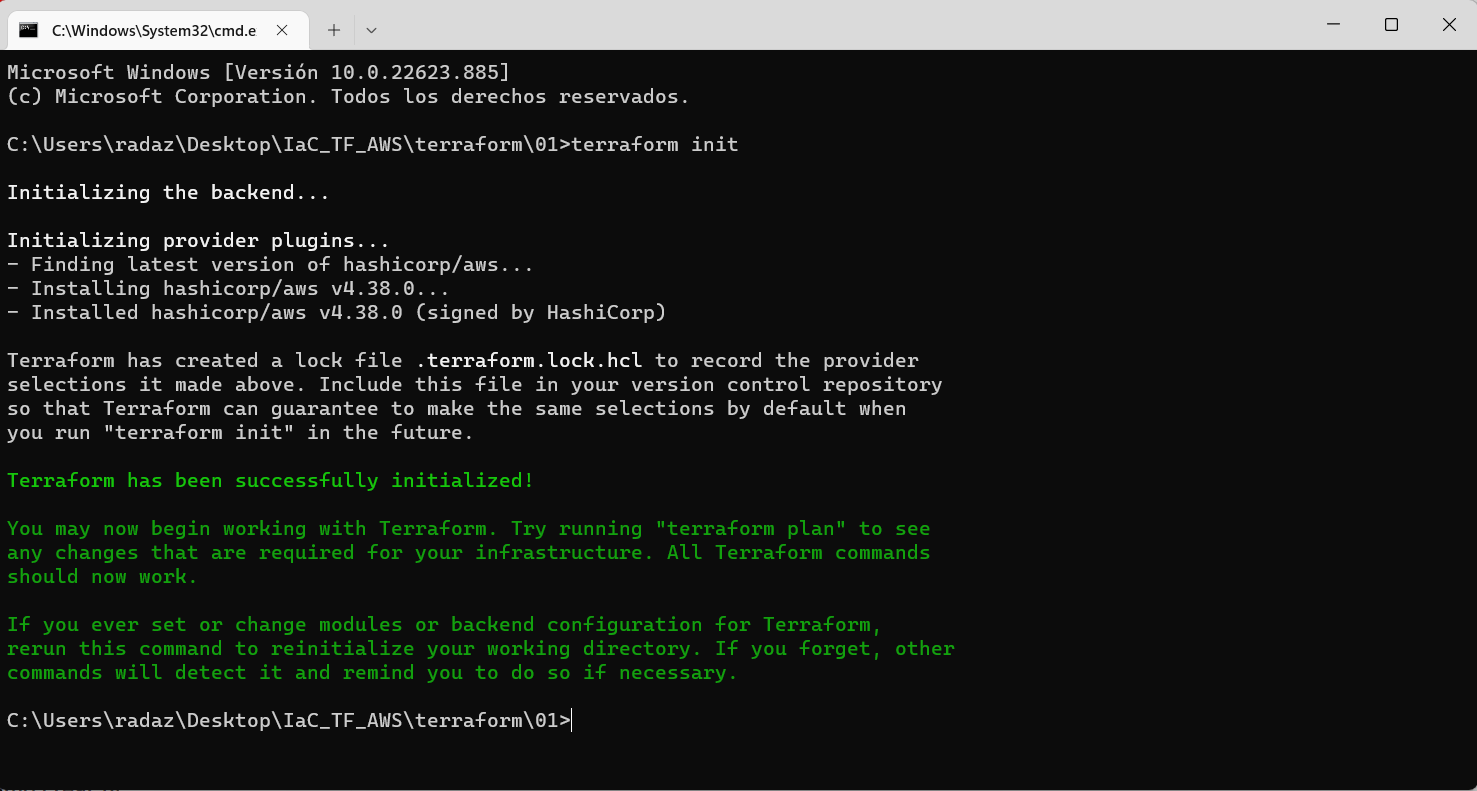 C:\Windows\System32\cmd.e
Microsoft Windows [Versión 10.0.22623.885]
(c) Microsoft Corporation. Todos los derechos reservados.
C:\Users\radaz\Desktop\IaC_TF_AWS\terraform\01>terraform init
Initializing the backend...
Initializing provider plugins...
- Finding latest version of hashicorp/aws...
- Installing hashicorp/aws v4.38.0...
- Installed hashicorp/aws v4.38.0 (signed by HashiCorp)
Terraform has created a lock file .terraform.lock.hcl to record the provider
selections it made above. Include this file in your version control repository
so that Terraform can guarantee to make the same selections by default when
you run "terraform init" in the future.
Terraform has been successfully initialized!
You may now begin working with Terraform. Try running "terraform plan" to see
any changes that are required for your infrastructure. All Terraform commands
should now work.
If you ever set or change modules or backend configuration for Terraform,
rerun this command to reinitialize your working directory. If you forget, other
commands will detect it and remind you to do so if necessary.
C:\Users\radaz\Desktop\IaC_TF_AWS\terraform\01>